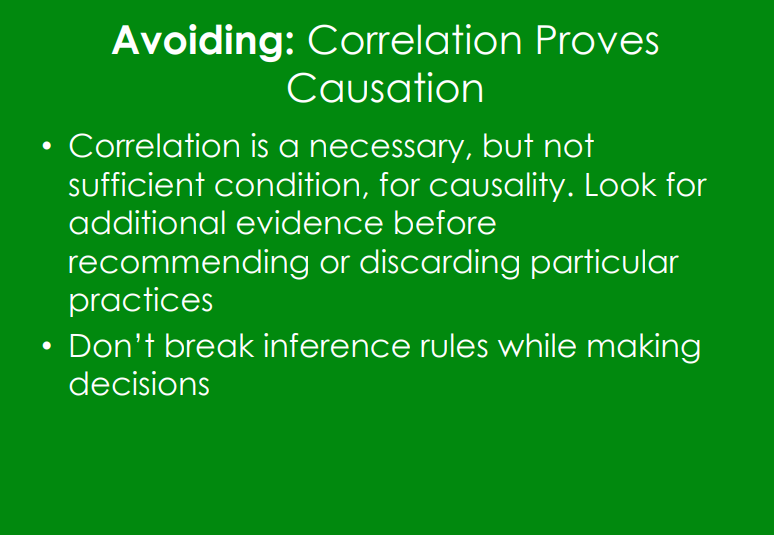 Avoiding: Correlation Proves
Causation
• Correlation is a necessary, but not
sufficient condition, for causality. Look for
additional evidence before
recommending or discarding particular
practices
• Don’t break inference rules while making
decisions